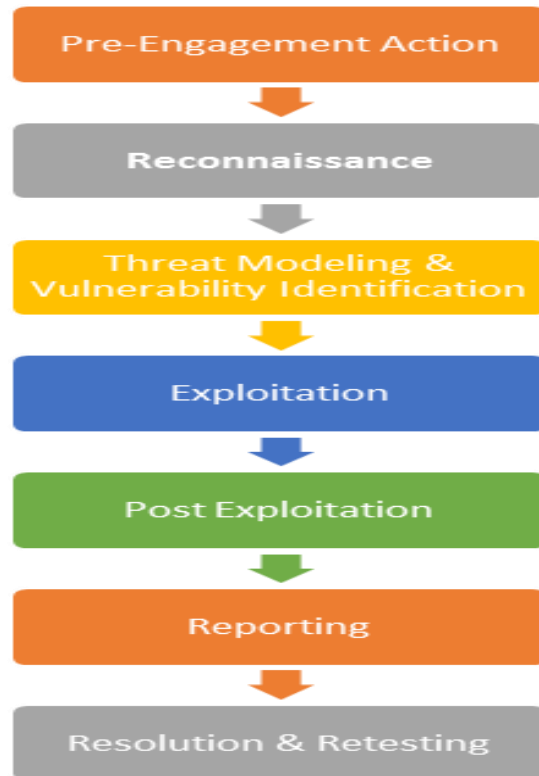 Pre-Engagement Action
Reconnaissance
Threat Modeling &
Vulnerability Identification
Exploitation
Post Exploitation
Reporting
Resolution & Retesting